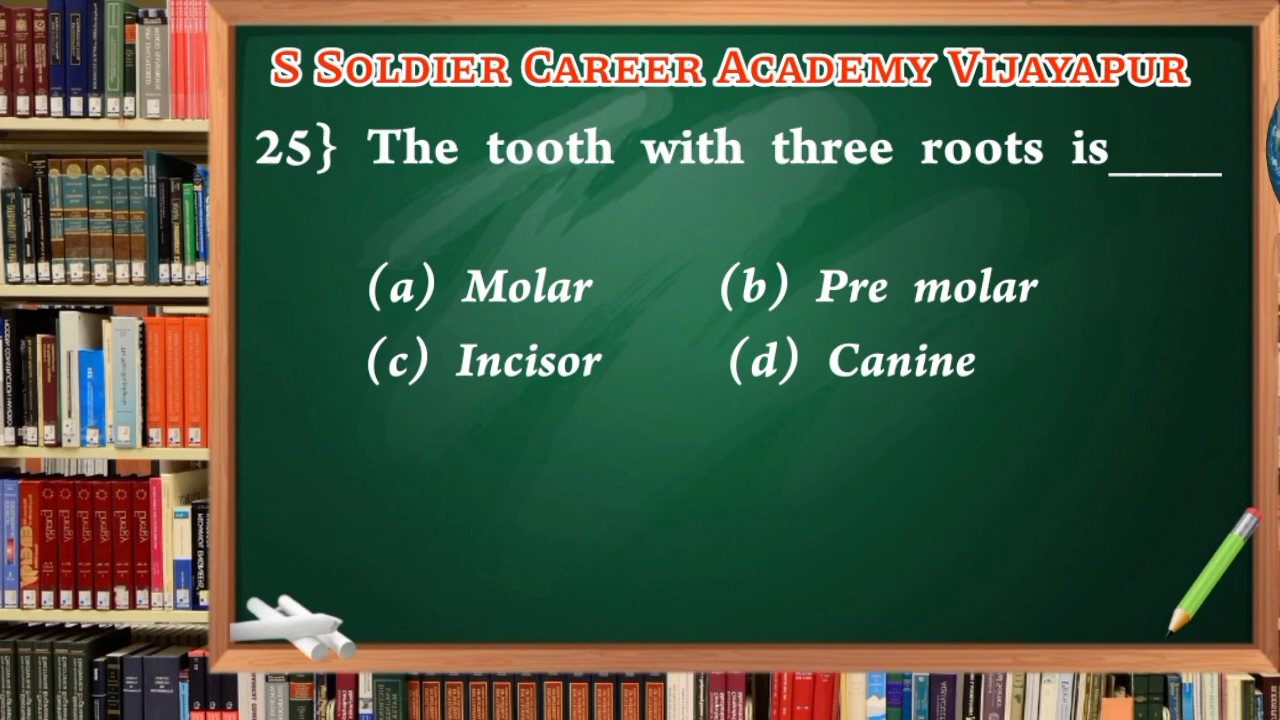 S SOLDIER CAREER ACADEMY VIJAYAPUR
25} The tooth with three roots is_____
(a) Molar (b) Pre molar
(c) Incisor (d) Canine